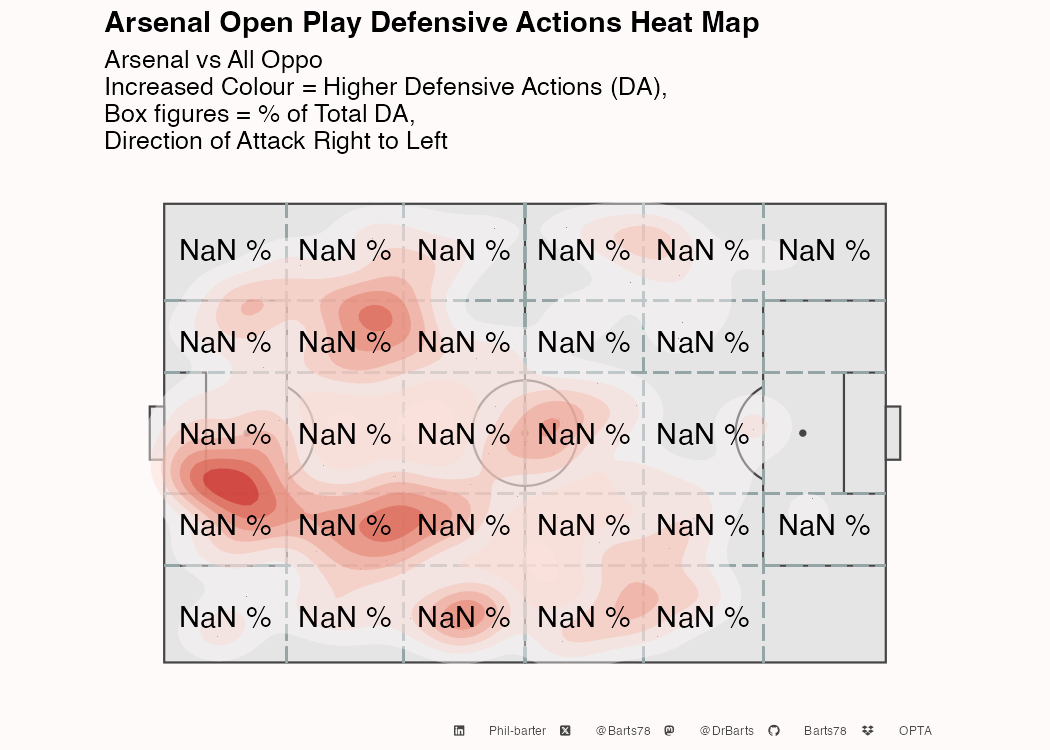 Arsenal Open Play Defensive Actions Heat Map
Arsenal vs All Oppo
Increased Colour = Higher Defensive Actions (DA),
Box figures = % of Total DA,
Direction of Attack Right to Left
NaN % NaN % NaN % NaN % NaN % NaN %
NaN % NaN % NaN % NaN % NaN %
NaN % NaN % NaN % NaN % NaN %
NaN % NaN % NaN % NaN % NaN % NaN %
NaN % NaN % NaN % NaN % NaN %
Phil-barter @Barts78 @DrBarts Barts78 OPTA